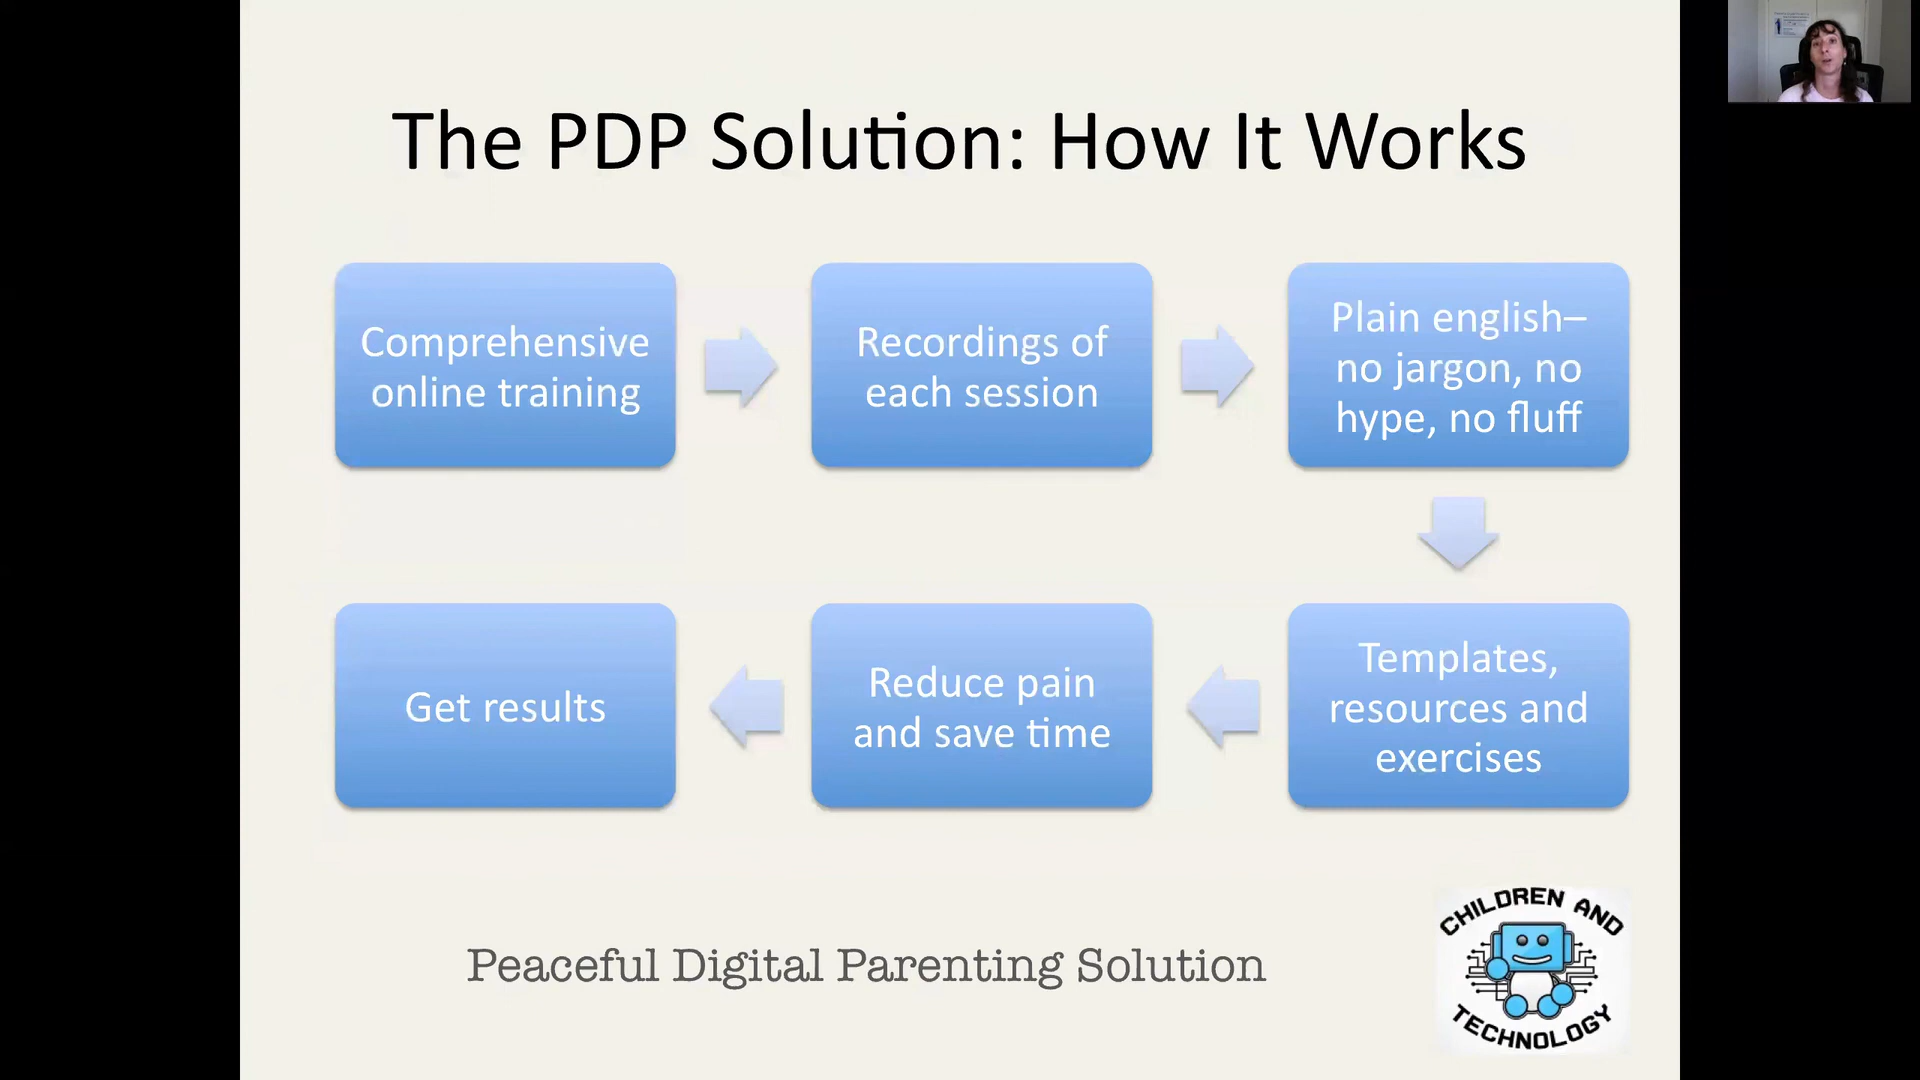 The PDP Solution: How It Works
Comprehensive
online training
Recordings of
each session
Plain english–
no jargon, no
hype, no fluff
Templates,
resources and
exercises
Reduce pain
and save time
Get results
Peaceful Digital Parenting Solution
CHILDREN AND
TECHNOLOGY